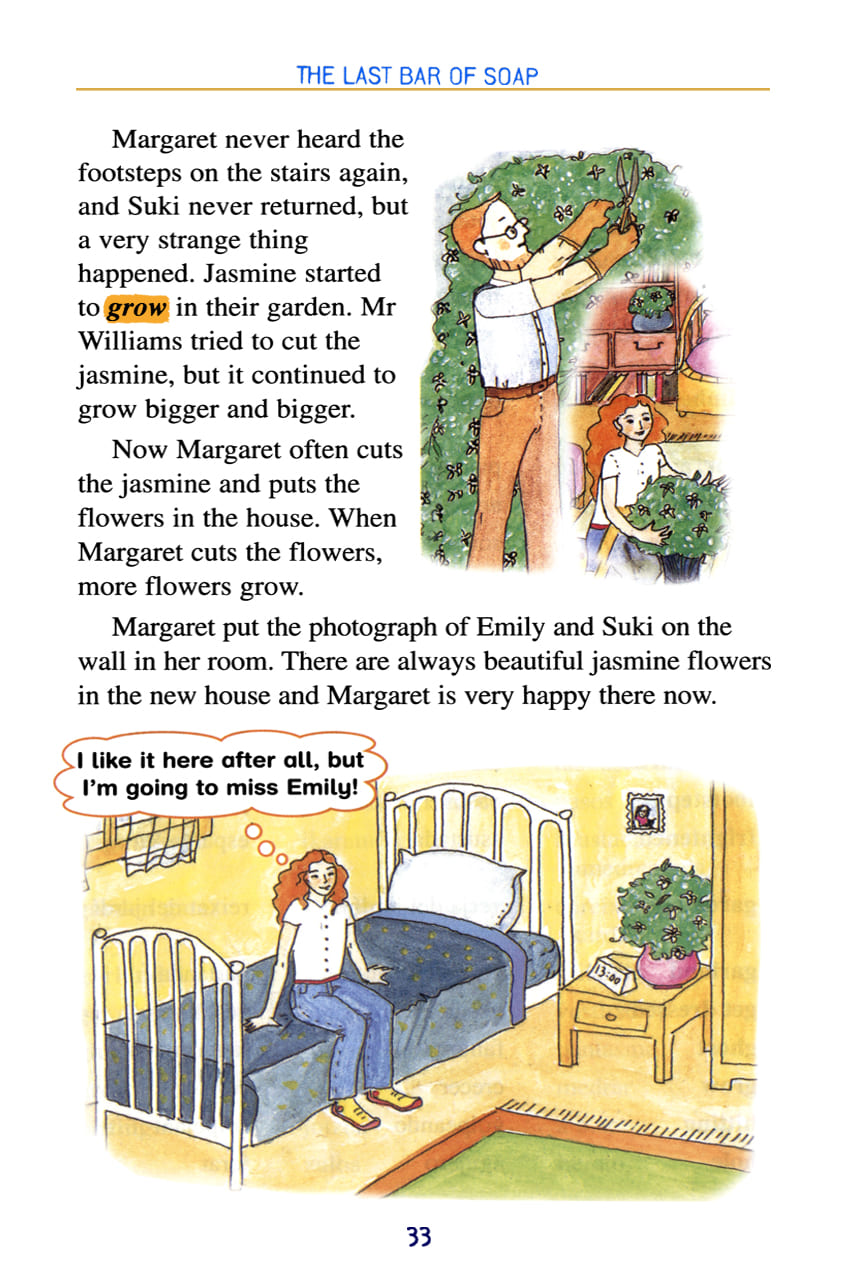 THE LAST BAR OF SOAP
Margaret never heard the
footsteps on the stairs again,
and Suki never returned, but
a very strange thing
happened. Jasmine started
to grow in their garden. Mr
Williams tried to cut the
jasmine, but it continued to
grow bigger and bigger.
Now Margaret often cuts
the jasmine and puts the
flowers in the house. When
Margaret cuts the flowers,
more flowers grow.
Margaret put the photograph of Emily and Suki on the
wall in her room. There are always beautiful jasmine flowers
in the new house and Margaret is very happy there now.
I like it here after all, but
I'm going to miss Emily!
13:00
33